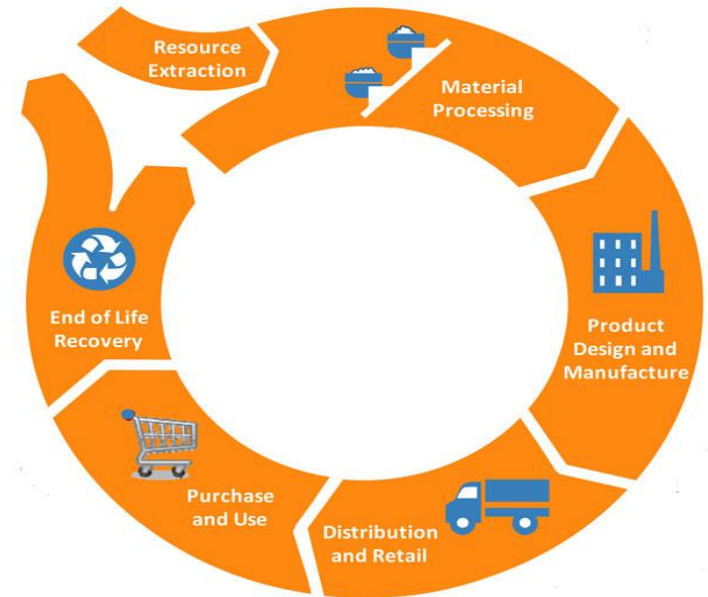 Resource
Extraction
Material
Processing
Product
Design and
Manufacture
Distribution
and Retail
Purchase
and Use
End of Life
Recovery